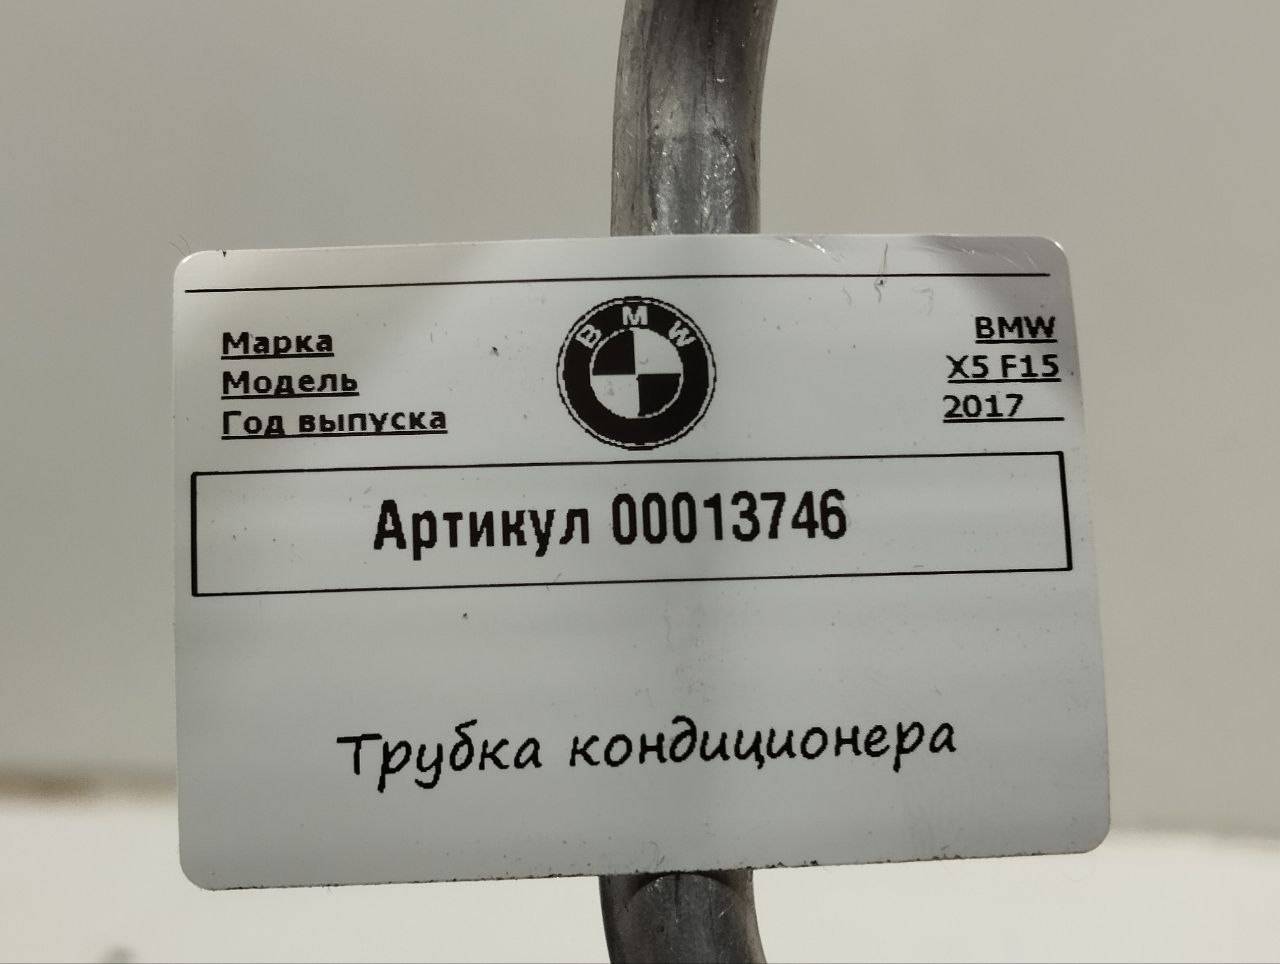 Марка BMW BMW
Модель X5 F15
Год выпуска 2017
Артикул 00013746
Трубка кондиционера